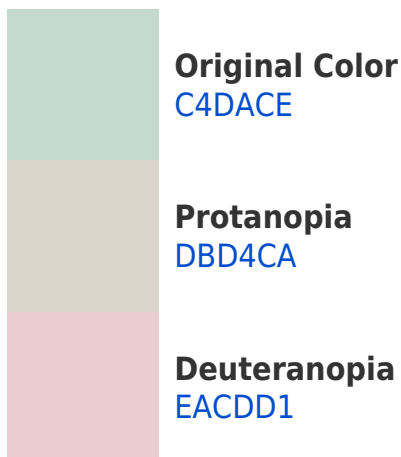 Original Color
C4DACE
Protanopia
DBD4CA
Deuteranopia
EACDD1